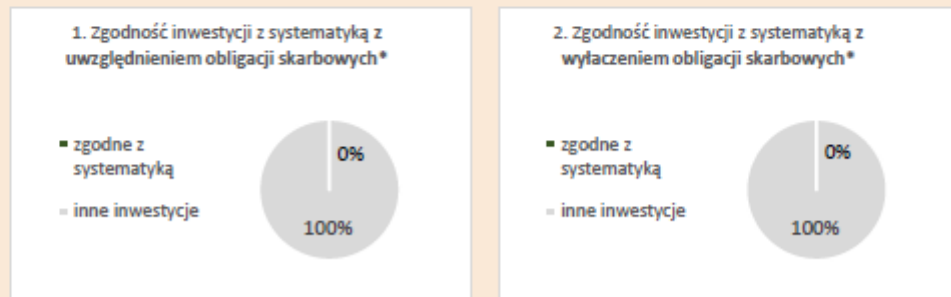 1. Zgodność inwestycji z systematyką z
uwzględnieniem obligacji skarbowych*
zgodne z
systematyką
inne inwestycje
0%
100%
2. Zgodność inwestycji z systematyką z
wyłaczeniem obligacji skarbowych*
zgodne z
systematyką
inne inwestycje
0%
100%